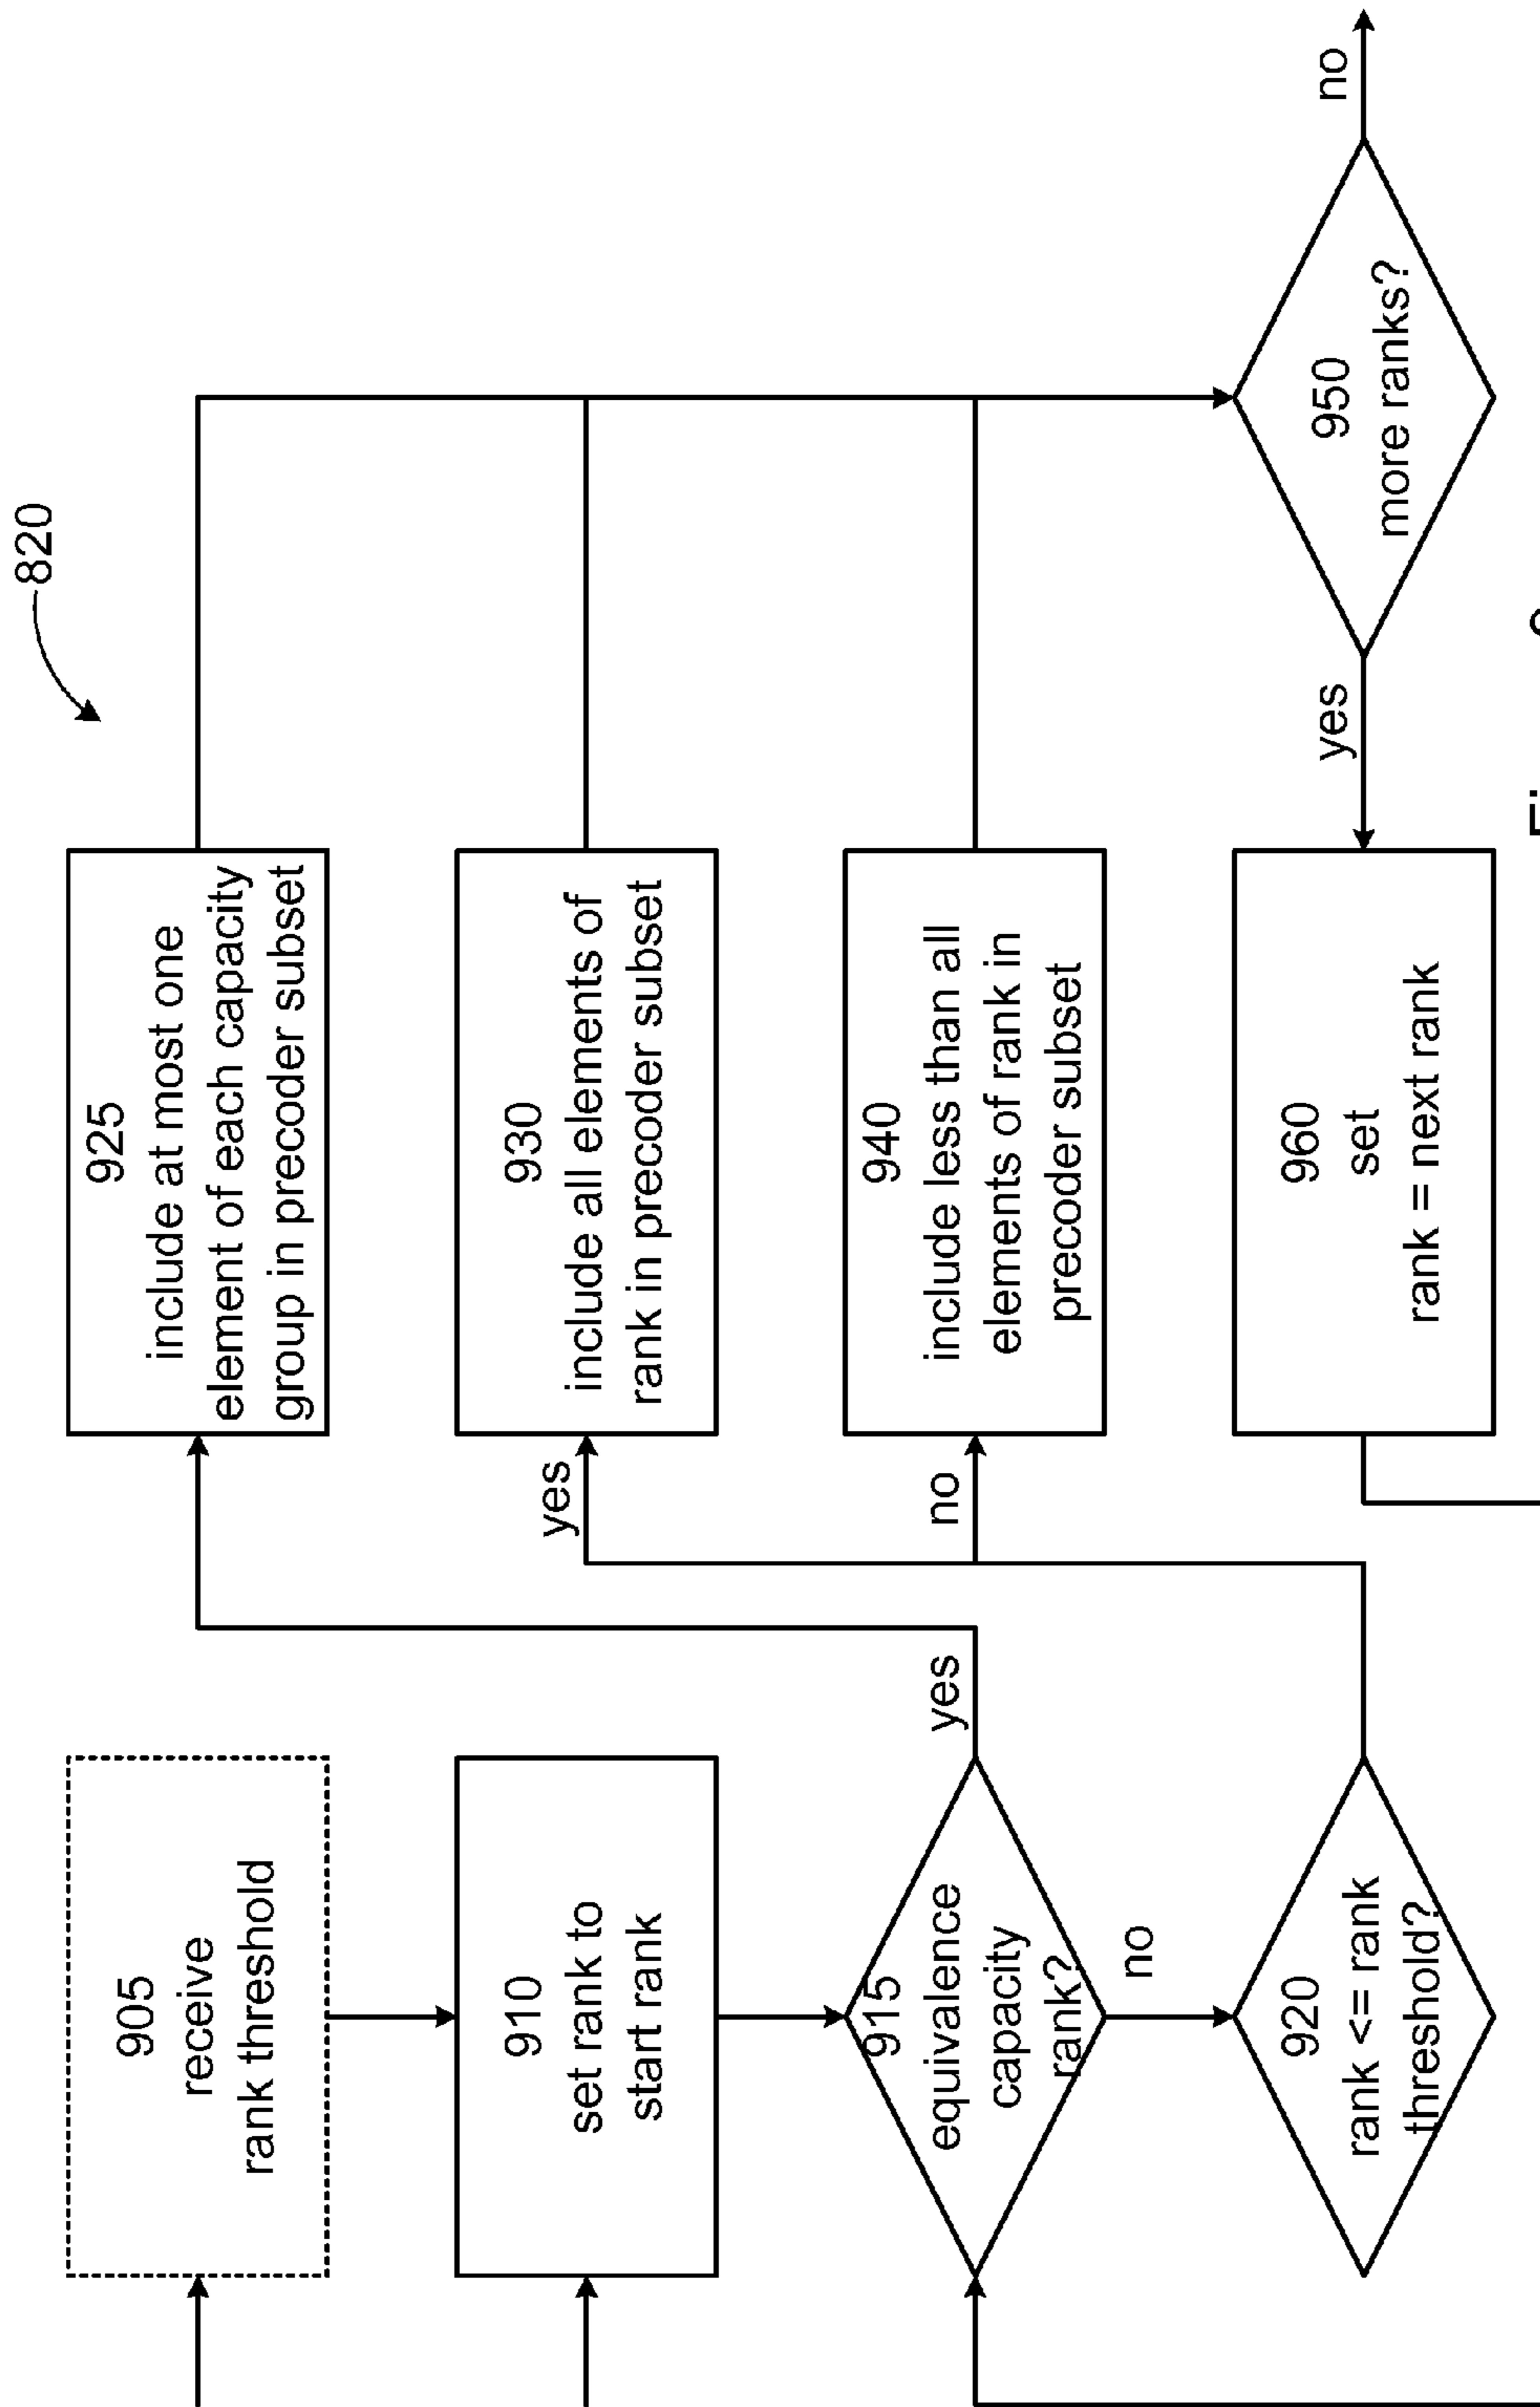 820
905
receive
rank threshold
910
set rank to
start rank
915
equivalence
capacity
rank?
yes
no
920
rank <= rank
threshold?
925
include at most one
element of each capacity
group in precoder subset
yes
930
include all elements of
rank in precoder subset
no
940
include less than all
elements of rank in
precoder subset
960
set
rank = next rank
yes
950
more ranks?
no